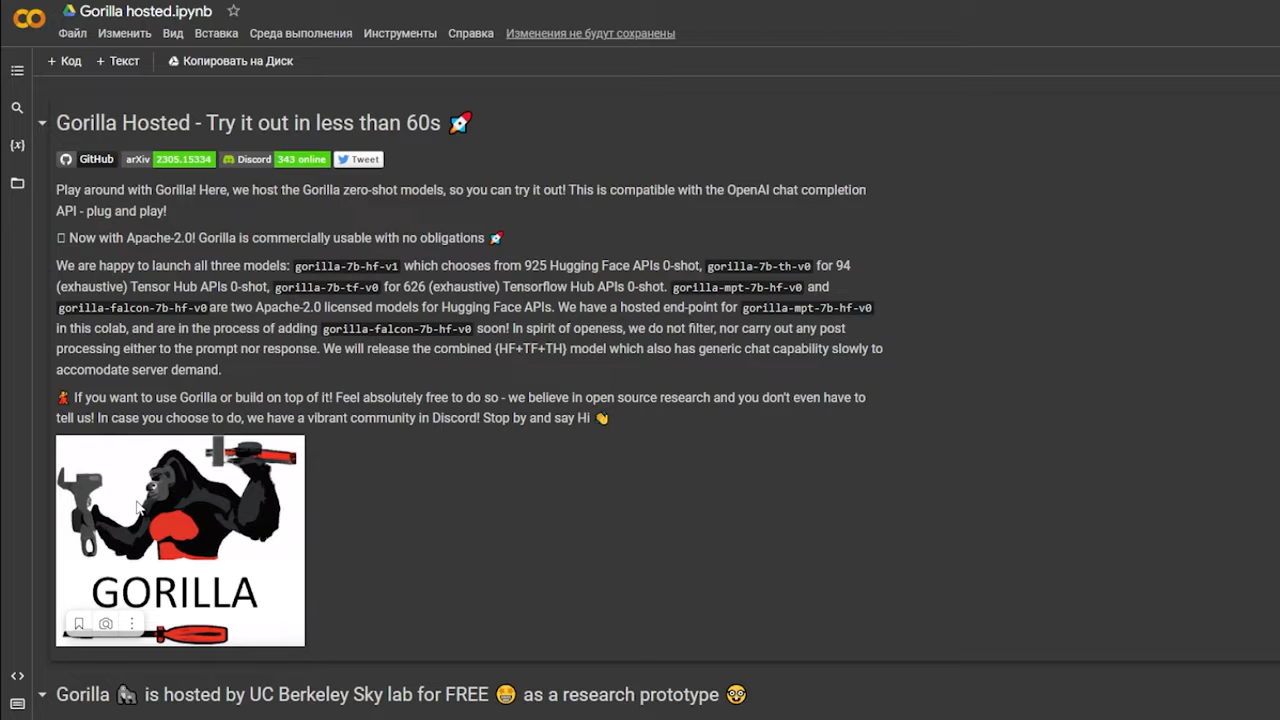 Gorilla hosted.ipynb
Файл Изменить Вид Вставка Среда выполнения Инструменты Справка Изменения не будут сохранены
+ Код + Текст Копировать на Диск
Gorilla Hosted - Try it out in less than 60s 🚀
GitHub arXiv 2305.15334 Discord 343 online Tweet
Play around with Gorilla! Here, we host the Gorilla zero-shot models, so you can try it out! This is compatible with the OpenAI chat completion
API - plug and play!
Now with Apache-2.0! Gorilla is commercially usable with no obligations 🚀
We are happy to launch all three models: gorilla-7b-hf-v1 which chooses from 925 Hugging Face APIs 0-shot, gorilla-7b-th-v0 for 94
(exhaustive) Tensor Hub APIs 0-shot, gorilla-7b-tf-v0 for 626 (exhaustive) Tensorflow Hub APIs 0-shot. gorilla-mpt-7b-hf-v0 and
gorilla-falcon-7b-hf-v0 are two Apache-2.0 licensed models for Hugging Face APIs. We have a hosted end-point for gorilla-mpt-7b-hf-v0
in this colab, and are in the process of adding gorilla-falcon-7b-hf-v0 soon! In spirit of openess, we do not filter, nor carry out any post
processing either to the prompt nor response. We will release the combined {HF+TF+TH} model which also has generic chat capability slowly to
accomodate server demand.
💃 If you want to use Gorilla or build on top of it! Feel absolutely free to do so - we believe in open source research and you don't even have to
tell us! In case you choose to do, we have a vibrant community in Discord! Stop by and say Hi 👋
GORILLA
Gorilla 🦍 is hosted by UC Berkeley Sky lab for FREE 🤩 as a research prototype 🤓